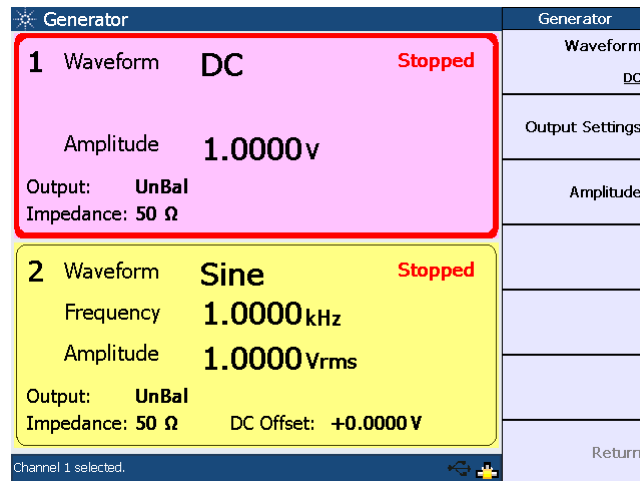 Generator
1 Waveform DC Stopped
Amplitude 1.0000 V
Output: UnBal
Impedance: 50 Ω
2 Waveform Sine Stopped
Frequency 1.0000 kHz
Amplitude 1.0000 Vrms
Output: UnBal
Impedance: 50 Ω DC Offset: +0.0000 V
Channel 1 selected.
Generator
Waveform
DC
Output Settings
Amplitude
Return